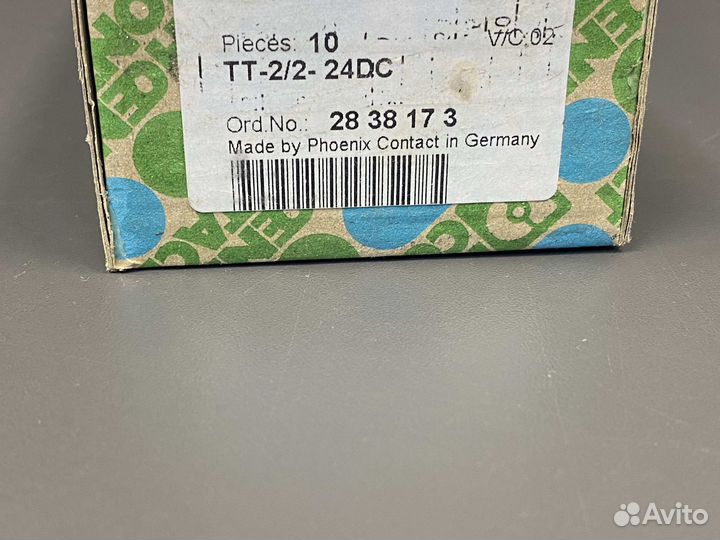 Pieces: 10 V/C 02
TT-2/2- 24DC
Ord.No.: 28 38 17 3
Made by Phoenix Contact in Germany
Avito